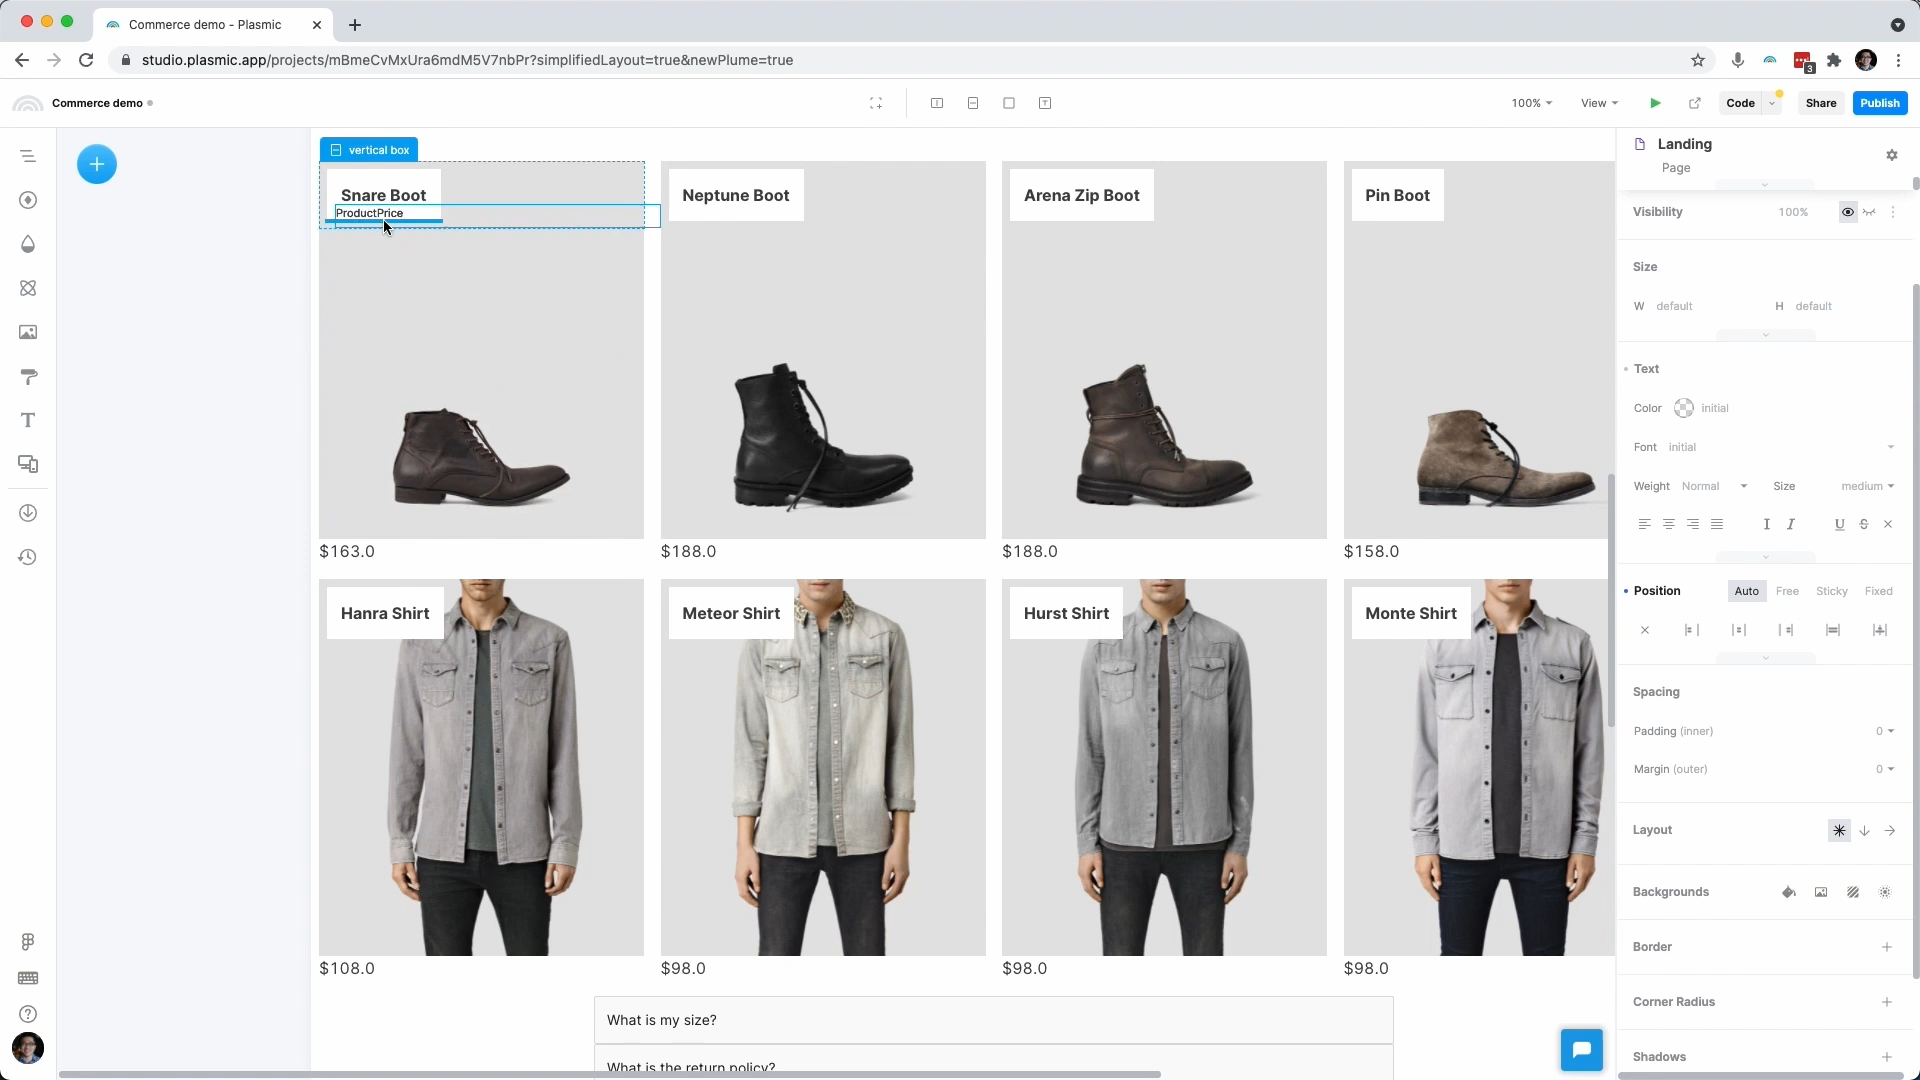 Commerce demo - Plasmic
studio.plasmic.app/projects/mBmeCvMxUra6mdM5V7nbPr?simplifiedLayout=true&newPlume=true
3
Commerce demo
100%
View
Code
Share
Publish
vertical box
Snare Boot
ProductPrice
Neptune Boot
Arena Zip Boot
Pin Boot
$163.0
$188.0
$188.0
$158.0
Hanra Shirt
Meteor Shirt
Hurst Shirt
Monte Shirt
$108.0
$98.0
$98.0
$98.0
What is my size?
What is the return policy?
Landing
Page
Visibility 100%
Size
W default H default
Text
Color initial
Font initial
Weight Normal Size medium
Position Auto Free Sticky Fixed
Spacing
Padding (inner) 0
Margin (outer) 0
Layout
Backgrounds
Border
Corner Radius
Shadows